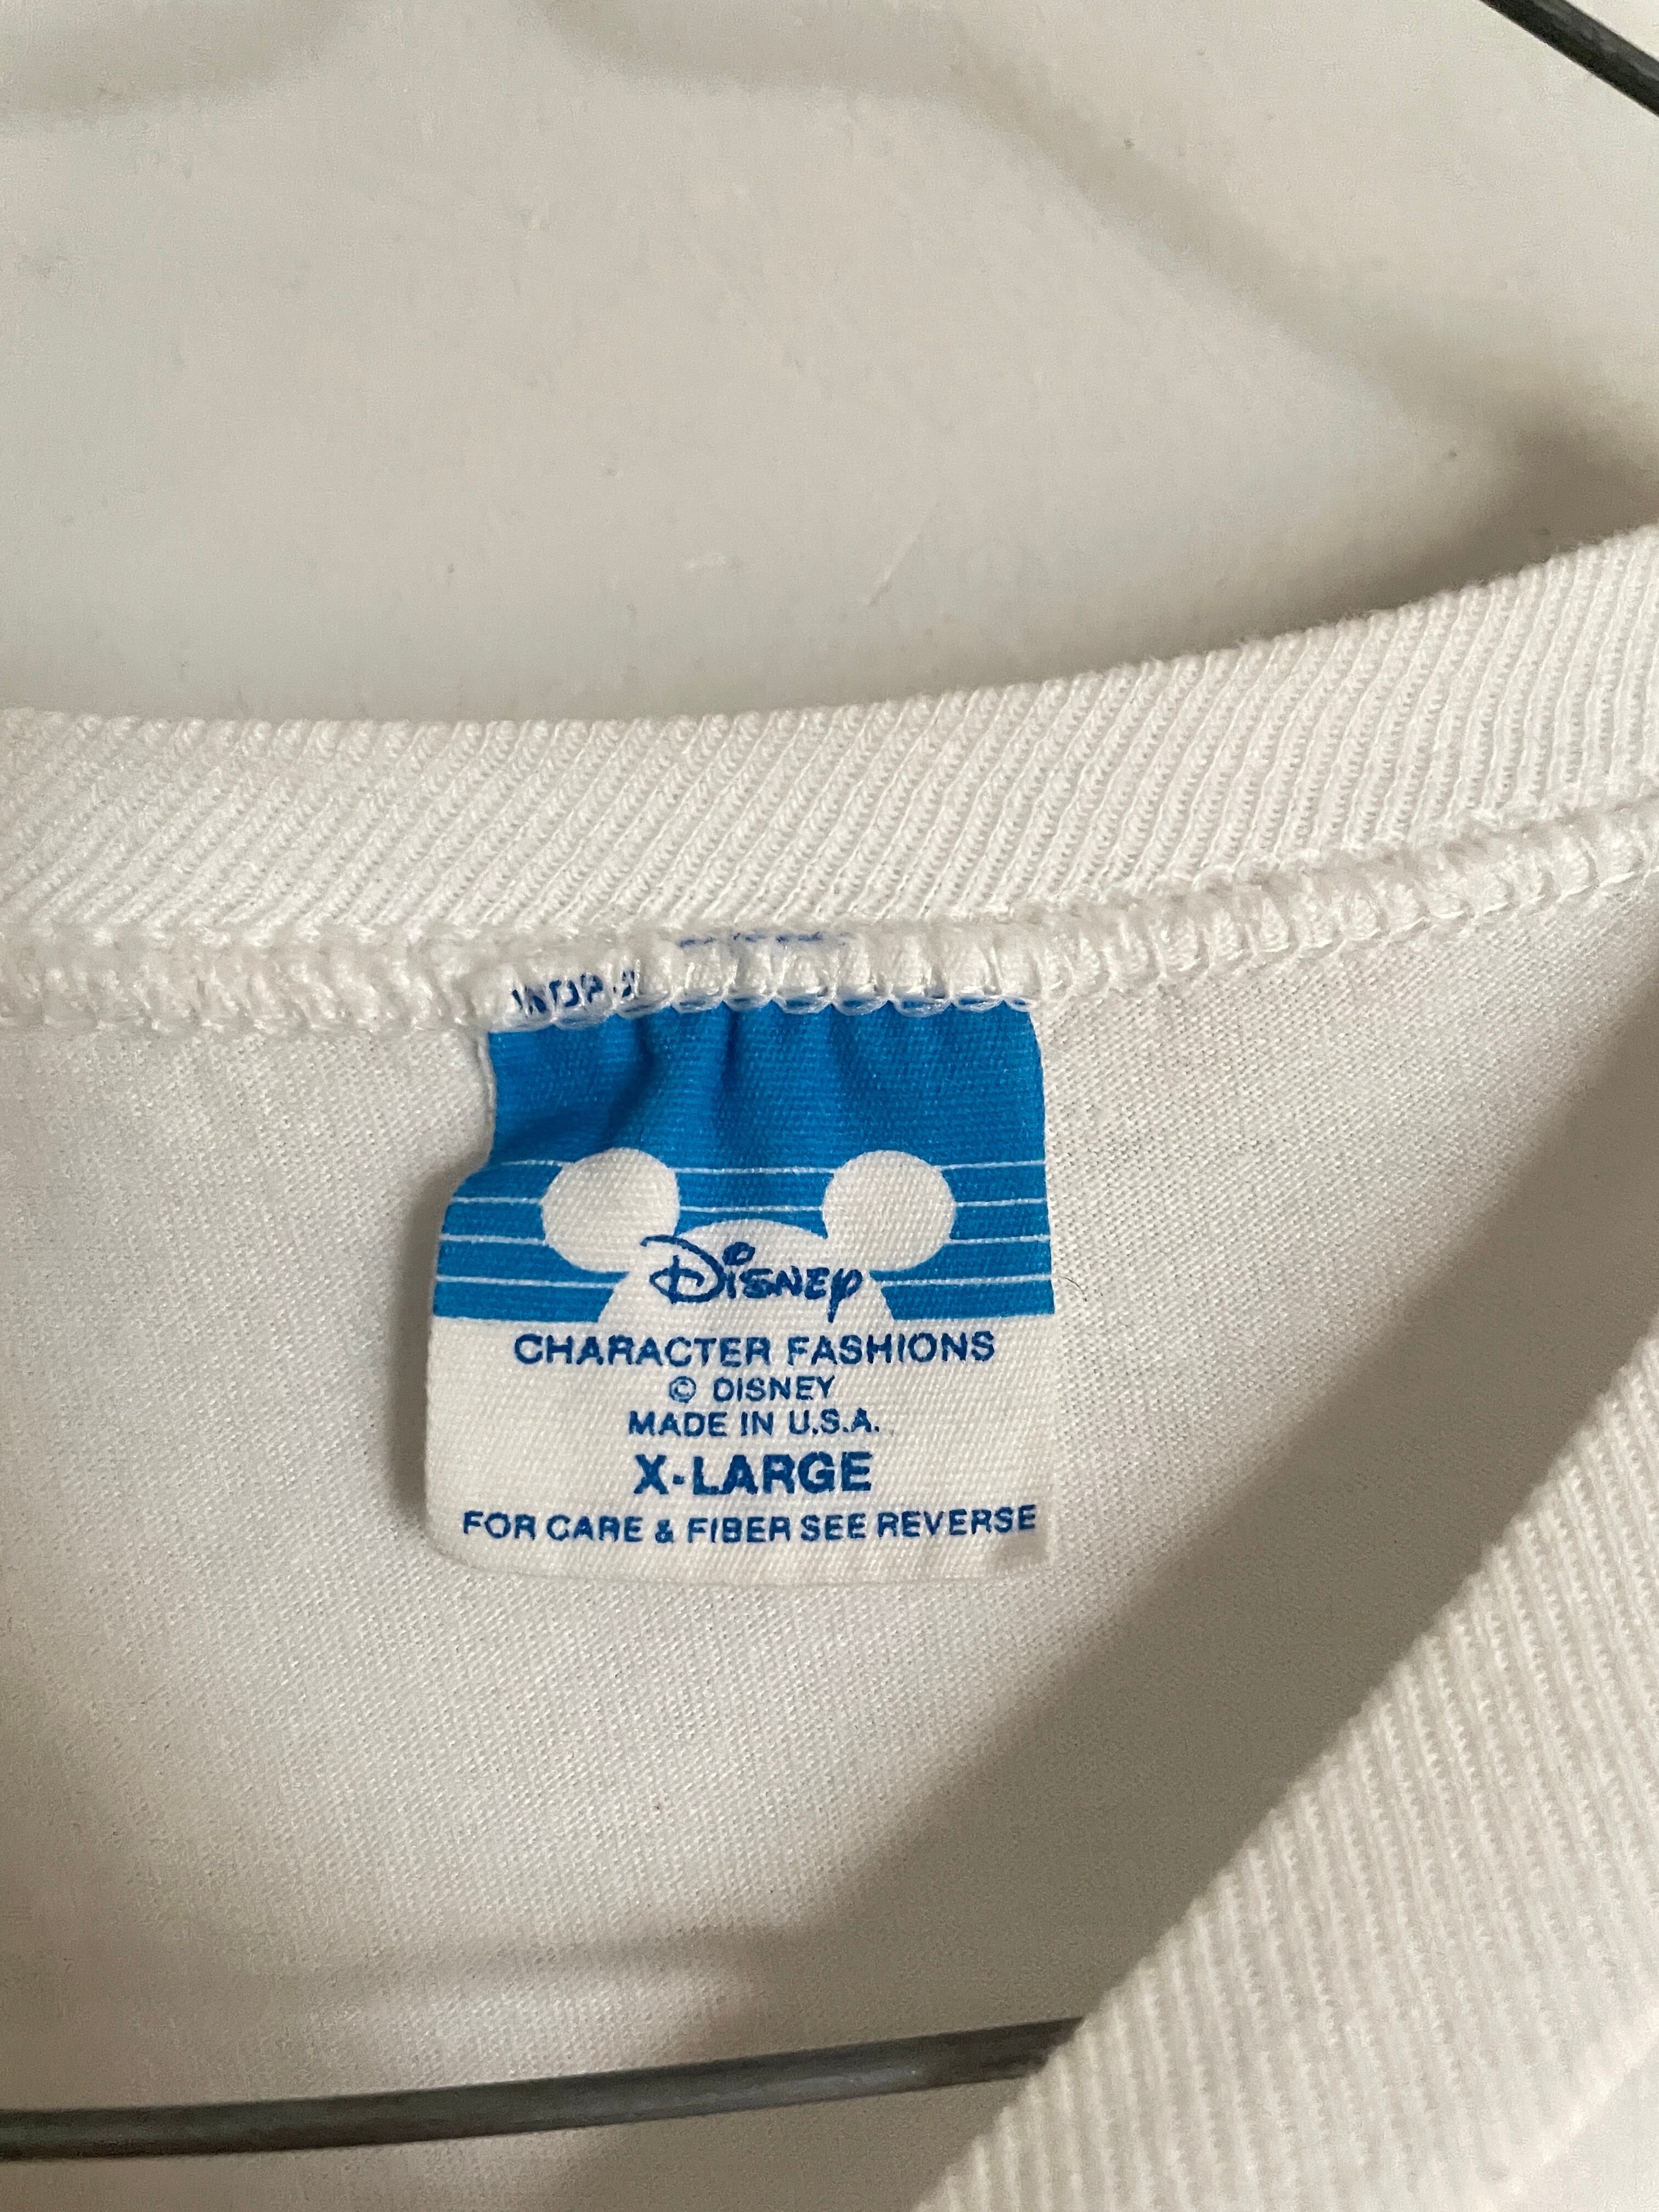 Disney
CHARACTER FASHIONS
© DISNEY
MADE IN U.S.A.
X-LARGE
FOR CARE & FIBER SEE REVERSE